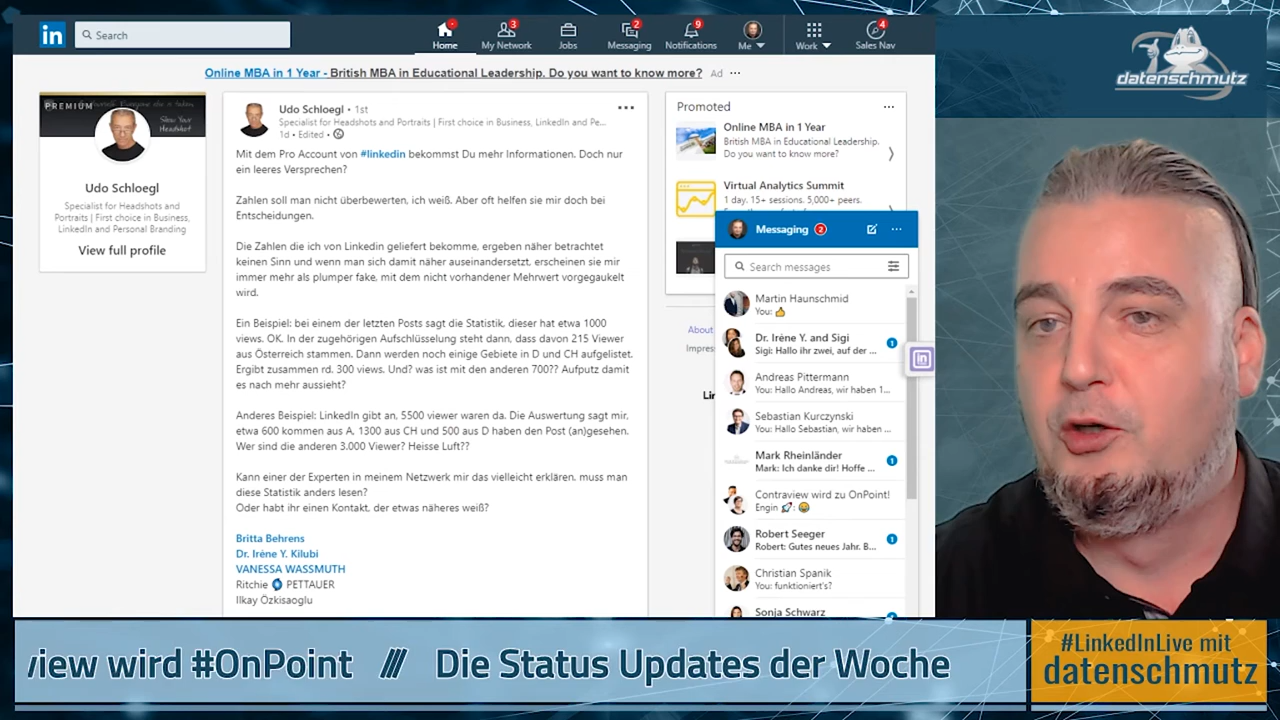 in
Search
Home
3
My Network
Jobs
2
Messaging
9
Notifications
Me
Work
4
Sales Nav
Online MBA in 1 Year - British MBA in Educational Leadership. Do you want to know more? Ad ...
PREMIUM
Show Your
Headshot
Udo Schloegl
Specialist for Headshots and
Portraits | First choice in Business,
LinkedIn and Personal Branding
View full profile
Udo Schloegl • 1st
Specialist for Headshots and Portraits | First choice in Business, LinkedIn and Pe...
1d • Edited •
Mit dem Pro Account von #linkedin bekommst Du mehr Informationen. Doch nur
ein leeres Versprechen?
Zahlen soll man nicht überbewerten, ich weiß. Aber oft helfen sie mir doch bei
Entscheidungen.
Die Zahlen die ich von Linkedin geliefert bekomme, ergeben näher betrachtet
keinen Sinn und wenn man sich damit näher auseinandersetzt, erscheinen sie mir
immer mehr als plumper fake, mit dem nicht vorhandener Mehrwert vorgegaukelt
wird.
Ein Beispiel: bei einem der letzten Posts sagt die Statistik, dieser hat etwa 1000
views. OK. In der zugehörigen Aufschlüsselung steht dann, dass davon 215 Viewer
aus Österreich stammen. Dann werden noch einige Gebiete in D und CH aufgelistet.
Ergibt zusammen rd. 300 views. Und? was ist mit den anderen 700?? Aufputz damit
es nach mehr aussieht?
Anderes Beispiel: LinkedIn gibt an, 5500 viewer waren da. Die Auswertung sagt mir,
etwa 600 kommen aus A, 1300 aus CH und 500 aus D haben den Post (an)gesehen.
Wer sind die anderen 3.000 Viewer? Heisse Luft??
Kann einer der Experten in meinem Netzwerk mir das vielleicht erklären, muss man
diese Statistik anders lesen?
Oder habt ihr einen Kontakt, der etwas näheres weiß?
Britta Behrens
Dr. Irène Y. Kilubi
VANESSA WASSMUTH
Ritchie PETTAUER
Ilkay Özkisaoglu
Promoted
Online MBA in 1 Year
British MBA in Educational Leadership.
Do you want to know more?
Virtual Analytics Summit
1 day. 15+ sessions. 5,000+ peers.
About
Impres
Lir
Messaging 2
Search messages
Martin Haunschmid
You: 👍
Dr. Irène Y. and Sigi
Sigi: Hallo ihr zwei, auf der ...
1
Andreas Pittermann
You: Hallo Andreas, wir haben 1...
Sebastian Kurczynski
You: Hallo Sebastian, wir haben ...
Mark Rheinländer
Mark: Ich danke dir! Hoffe ...
1
Contraview wird zu OnPoint!
Engin 🚀: 😂
Robert Seeger
Robert: Gutes neues Jahr. B...
1
Christian Spanik
You: funktioniert's?
Sonja Schwarz
in
datenschmutz
view wird #OnPoint /// Die Status Updates der Woche
#LinkedInLive mit
datenschmutz